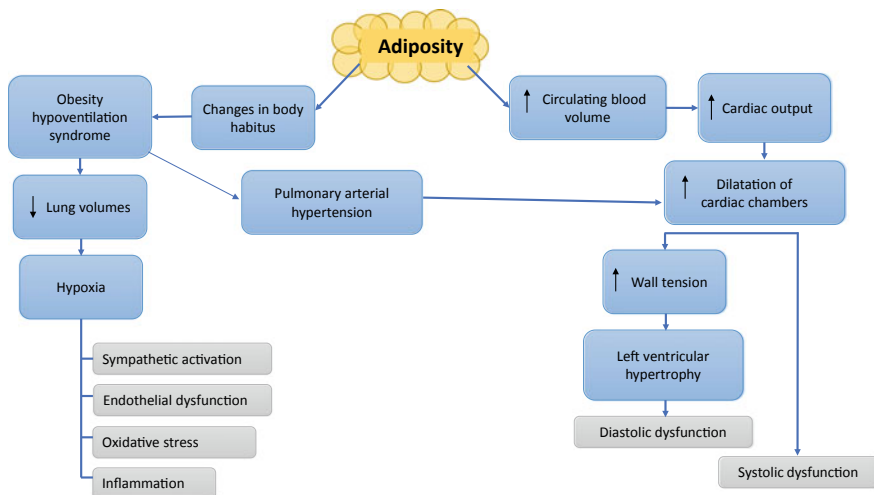 Adiposity
Obesity
hypoventilation
syndrome
Changes in body
habitus
Circulating blood
volume
Cardiac output
Lung volumes
Pulmonary arterial
hypertension
Dilatation of
cardiac chambers
Hypoxia
Wall tension
Sympathetic activation
Endothelial dysfunction
Oxidative stress
Inflammation
Left ventricular
hypertrophy
Diastolic dysfunction
Systolic dysfunction